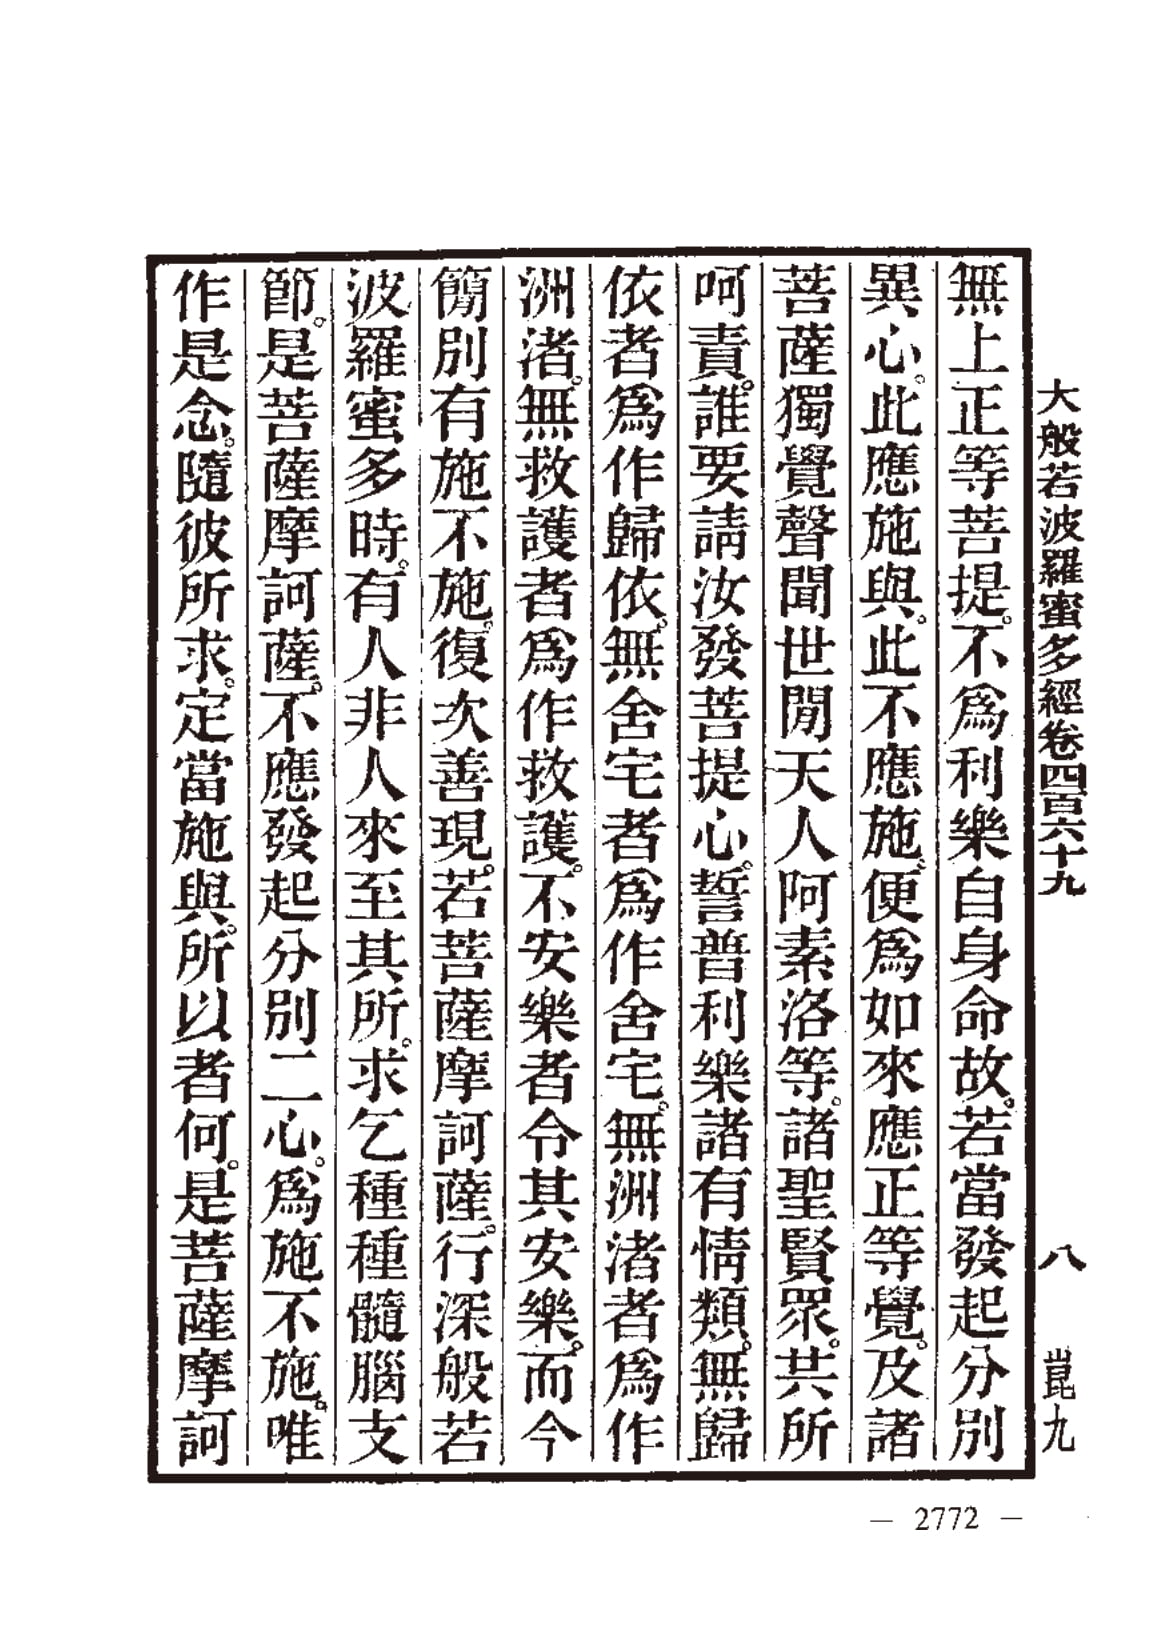 大般若波羅蜜多經卷四百六十九 八 崑九
無上正等菩提。不爲利樂自身命故。若當發起分別
異心。此應施與。此不應施。便爲如來應正等覺。及諸
菩薩獨覺聲聞世閒天人阿素洛等。諸聖賢眾。共所
呵責。誰要請汝發菩提心。誓普利樂諸有情類。無歸
依者爲作歸依。無舍宅者爲作舍宅。無洲渚者爲作
洲渚。無救護者爲作救護。不安樂者令其安樂。而今
簡別有施不施。復次善現。若菩薩摩訶薩。行深般若
波羅蜜多時。有人非人來至其所。求乞種種髓腦支
節。是菩薩摩訶薩。不應發起分別二心。爲施不施。唯
作是念。隨彼所求。定當施與。所以者何。是菩薩摩訶
— 2772 —